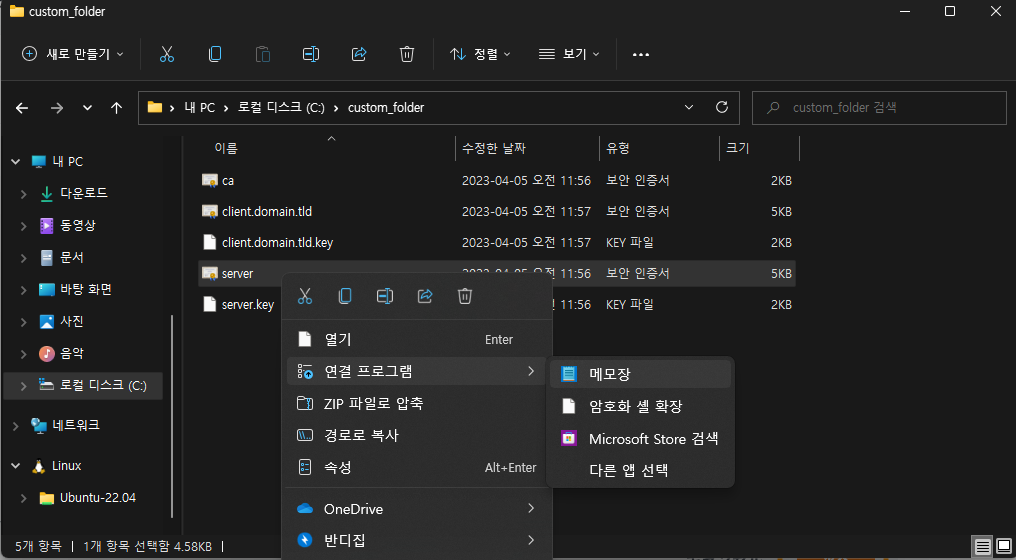 custom_folder
새로 만들기 정렬 보기
내 PC 로컬 디스크 (C:) custom_folder custom_folder 검색
이름 수정한 날짜 유형 크기
내 PC
다운로드
동영상
문서
바탕 화면
사진
음악
로컬 디스크 (C:)
네트워크
Linux
Ubuntu-22.04
ca 2023-04-05 오전 11:56 보안 인증서 2KB
client.domain.tld 2023-04-05 오전 11:57 보안 인증서 5KB
client.domain.tld.key 2023-04-05 오전 11:57 KEY 파일 2KB
server 오전 11:56 보안 인증서 5KB
server.key 11:56 KEY 파일 2KB
열기 Enter
연결 프로그램
ZIP 파일로 압축
경로로 복사
속성 Alt+Enter
OneDrive
반디집
메모장
암호화 셸 확장
Microsoft Store 검색
다른 앱 선택
5개 항목 | 1개 항목 선택함 4.58KB |